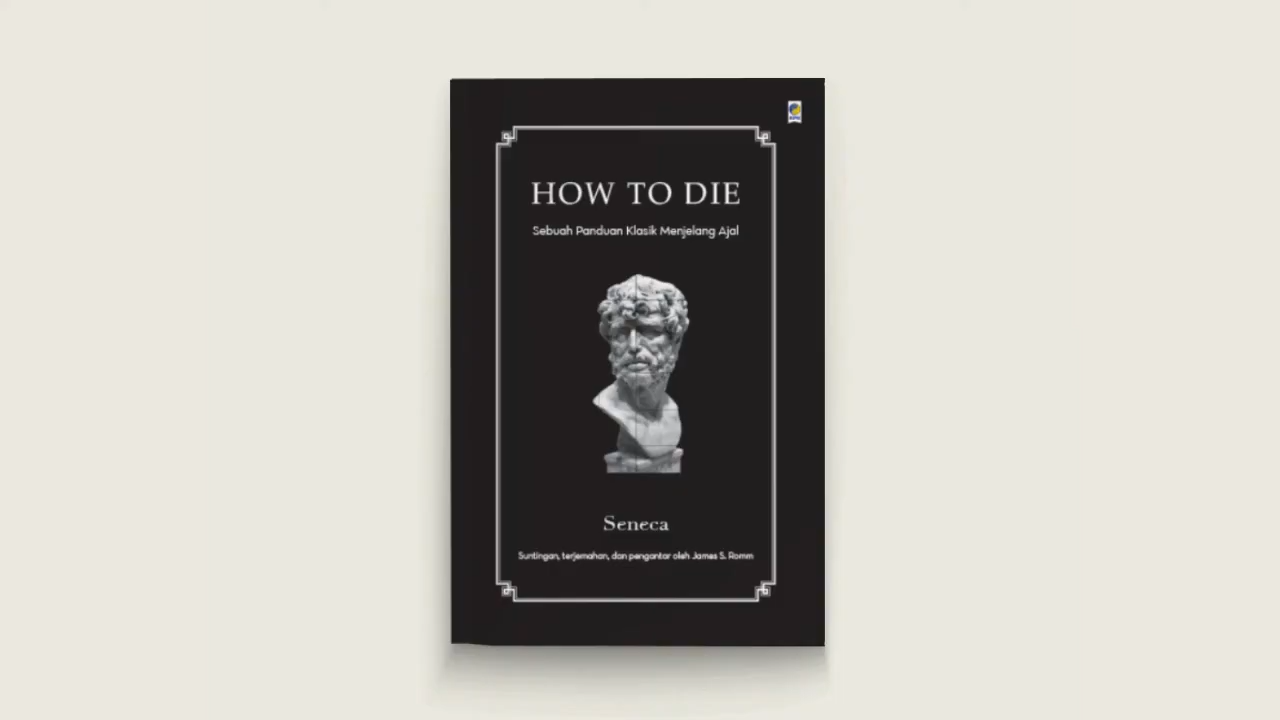 HOW TO DIE
Sebuah Panduan Klasik Menjelang Ajal
Seneca
Suntingan, terjemahan, dan pengantar oleh James S. Romm